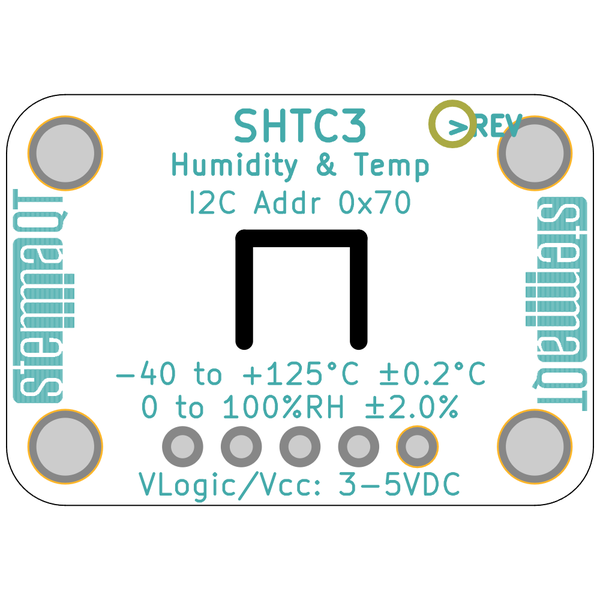 SHTC3
>REV
Humidity & Temp
I2C Addr 0x70
stemmaQT
stemmaQT
-40 to +125°C ±0.2°C
0 to 100%RH ±2.0%
VLogic/Vcc: 3-5VDC